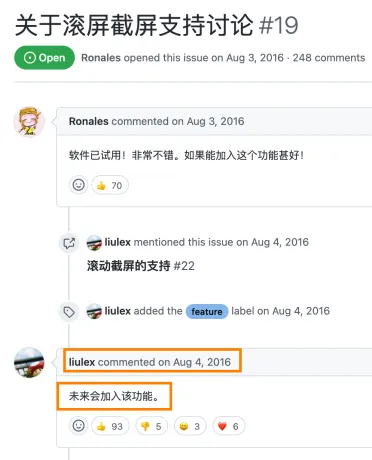 关于滚屏截屏支持讨论 #19
Open Ronales opened this issue on Aug 3, 2016 · 248 comments
Ronales commented on Aug 3, 2016
软件已试用！非常不错。如果能加入这个功能甚好！
👍 70
liulex mentioned this issue on Aug 4, 2016
滚动截屏的支持 #22
liulex added the feature label on Aug 4, 2016
liulex commented on Aug 4, 2016
未来会加入该功能。
👍 93 👎 5 😄 3 ❤️ 6